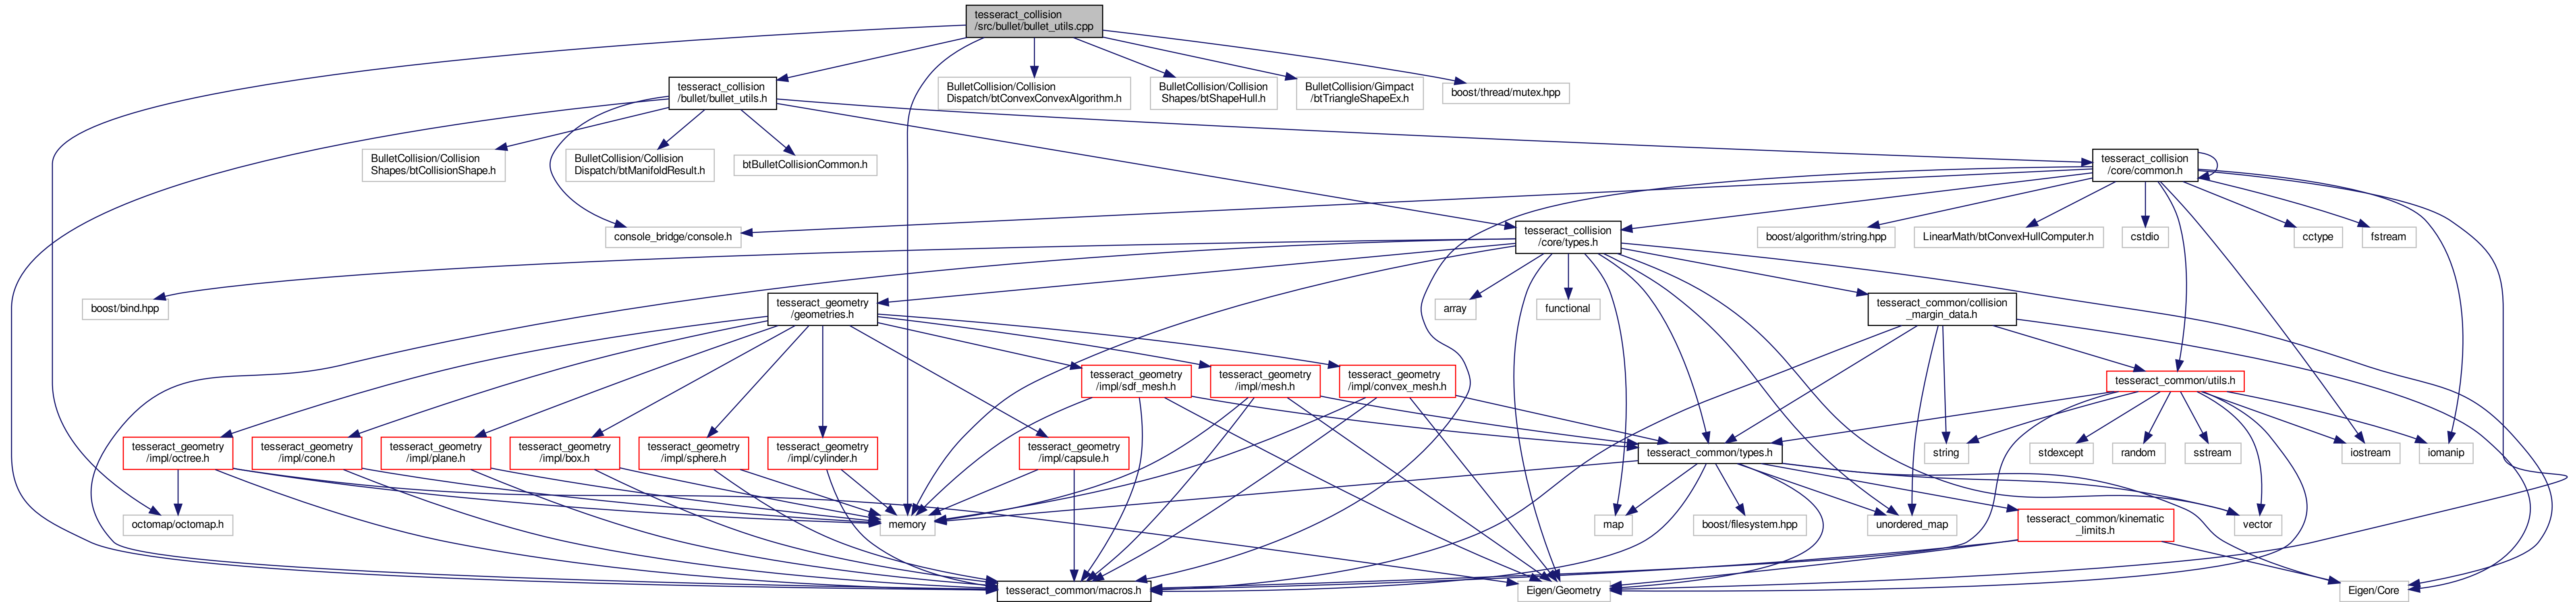 tesseract_collision
/src/bullet/bullet_utils.cpp
tesseract_collision
/bullet/bullet_utils.h
BulletCollision/Collision
Dispatch/btConvexConvexAlgorithm.h
BulletCollision/Collision
Shapes/btShapeHull.h
BulletCollision/Gimpact
/btTriangleShapeEx.h
boost/thread/mutex.hpp
BulletCollision/Collision
Shapes/btCollisionShape.h
BulletCollision/Collision
Dispatch/btManifoldResult.h
btBulletCollisionCommon.h
tesseract_collision
/core/common.h
console_bridge/console.h
tesseract_collision
/core/types.h
boost/algorithm/string.hpp
LinearMath/btConvexHullComputer.h
cstdio
cctype
fstream
boost/bind.hpp
tesseract_geometry
/geometries.h
array
functional
tesseract_common/collision
_margin_data.h
tesseract_geometry
/impl/sdf_mesh.h
tesseract_geometry
/impl/mesh.h
tesseract_geometry
/impl/convex_mesh.h
tesseract_common/utils.h
tesseract_geometry
/impl/octree.h
tesseract_geometry
/impl/cone.h
tesseract_geometry
/impl/plane.h
tesseract_geometry
/impl/box.h
tesseract_geometry
/impl/sphere.h
tesseract_geometry
/impl/cylinder.h
tesseract_geometry
/impl/capsule.h
tesseract_common/types.h
string
stdexcept
random
sstream
iostream
iomanip
octomap/octomap.h
memory
map
boost/filesystem.hpp
unordered_map
tesseract_common/kinematic
_limits.h
vector
tesseract_common/macros.h
Eigen/Geometry
Eigen/Core